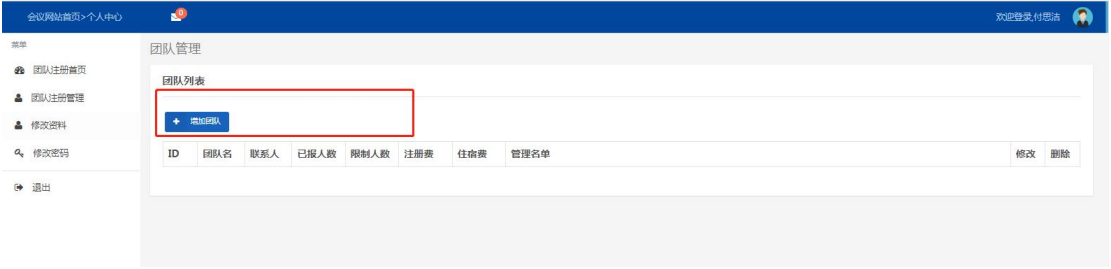 会议网站首页>个人中心
0
欢迎登录,付思洁
菜单
团队管理
团队注册首页
团队列表
团队注册管理
+ 增加团队
修改资料
修改密码
ID 团队名 联系人 已报人数 限制人数 注册费 住宿费 管理名单 修改 删除
退出